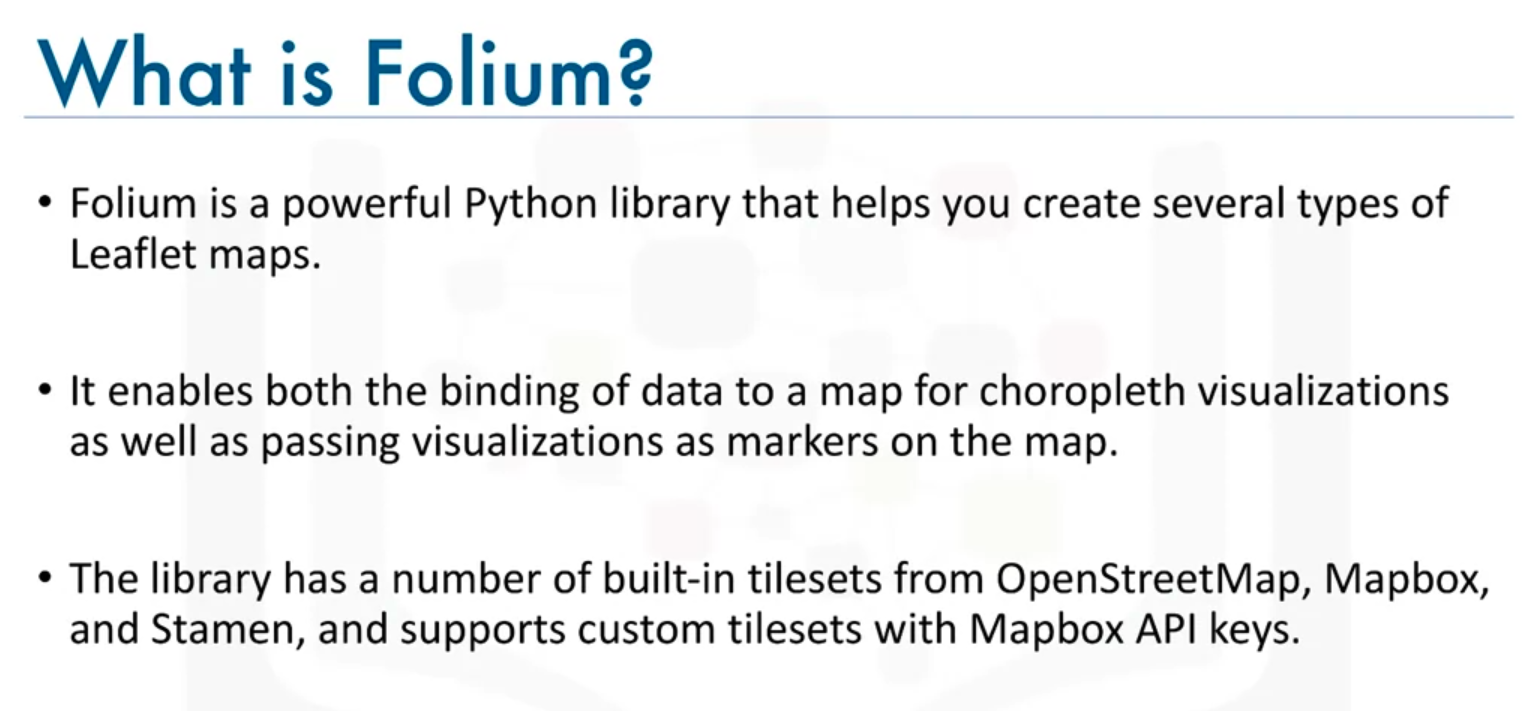 What is Folium?
• Folium is a powerful Python library that helps you create several types of
Leaflet maps.
• It enables both the binding of data to a map for choropleth visualizations
as well as passing visualizations as markers on the map.
• The library has a number of built-in tilesets from OpenStreetMap, Mapbox,
and Stamen, and supports custom tilesets with Mapbox API keys.